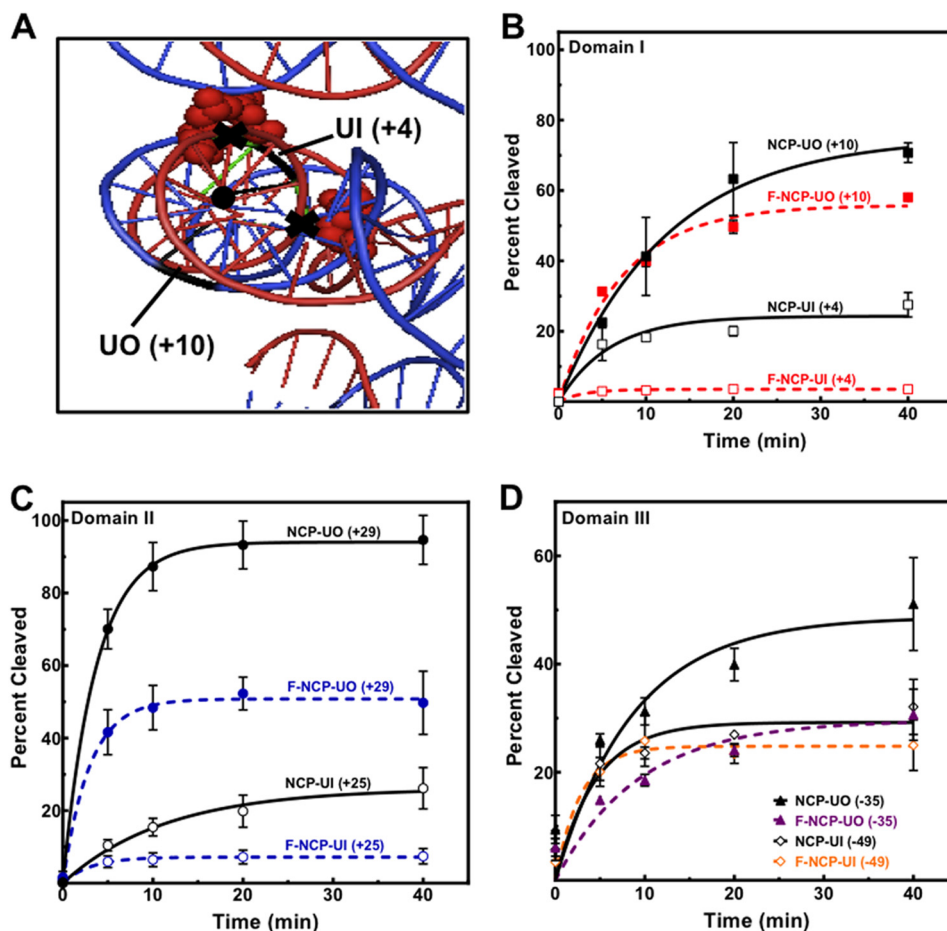 A
UI (+4)
UO (+10)
B
Domain I
100
80
60
40
20
0
10
20
30
40
Percent Cleaved
Time (min)
NCP-UO (+10)
F-NCP-UO (+10)
NCP-UI (+4)
F-NCP-UI (+4)
C
Domain II
100
80
60
40
20
0
0
10
20
30
40
Percent Cleaved
Time (min)
NCP-UO (+29)
F-NCP-UO (+29)
NCP-UI (+25)
F-NCP-UI (+25)
D
Domain III
60
40
20
0
10
20
30
40
Percent Cleaved
Time (min)
NCP-UO (-35)
F-NCP-UO (-35)
NCP-UI (-49)
F-NCP-UI (-49)